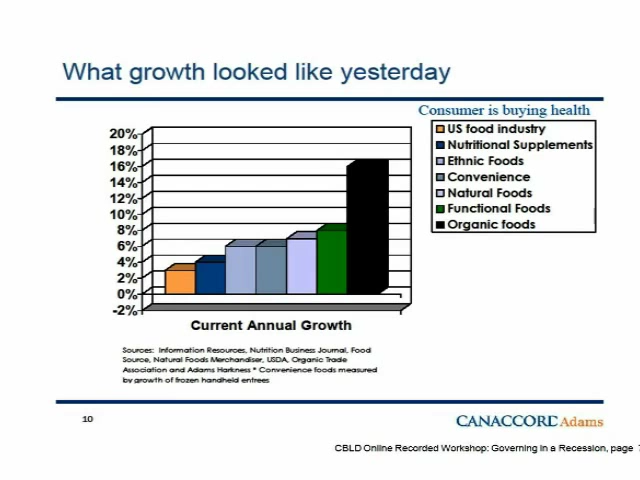 What growth looked like yesterday
Consumer is buying health
20%
18%
16%
14%
12%
10%
8%
6%
4%
2%
0%
-2%
US food industry
Nutritional Supplements
Ethnic Foods
Convenience
Natural Foods
Functional Foods
Organic foods
Current Annual Growth
Sources: Information Resources, Nutrition Business Journal, Food
Source, Natural Foods Merchandiser, USDA, Organic Trade
Association and Adams Harkness * Convenience foods measured
by growth of frozen handheld entrees
10
CANACCORD Adams
CBLD Online Recorded Workshop: Governing in a Recession, page